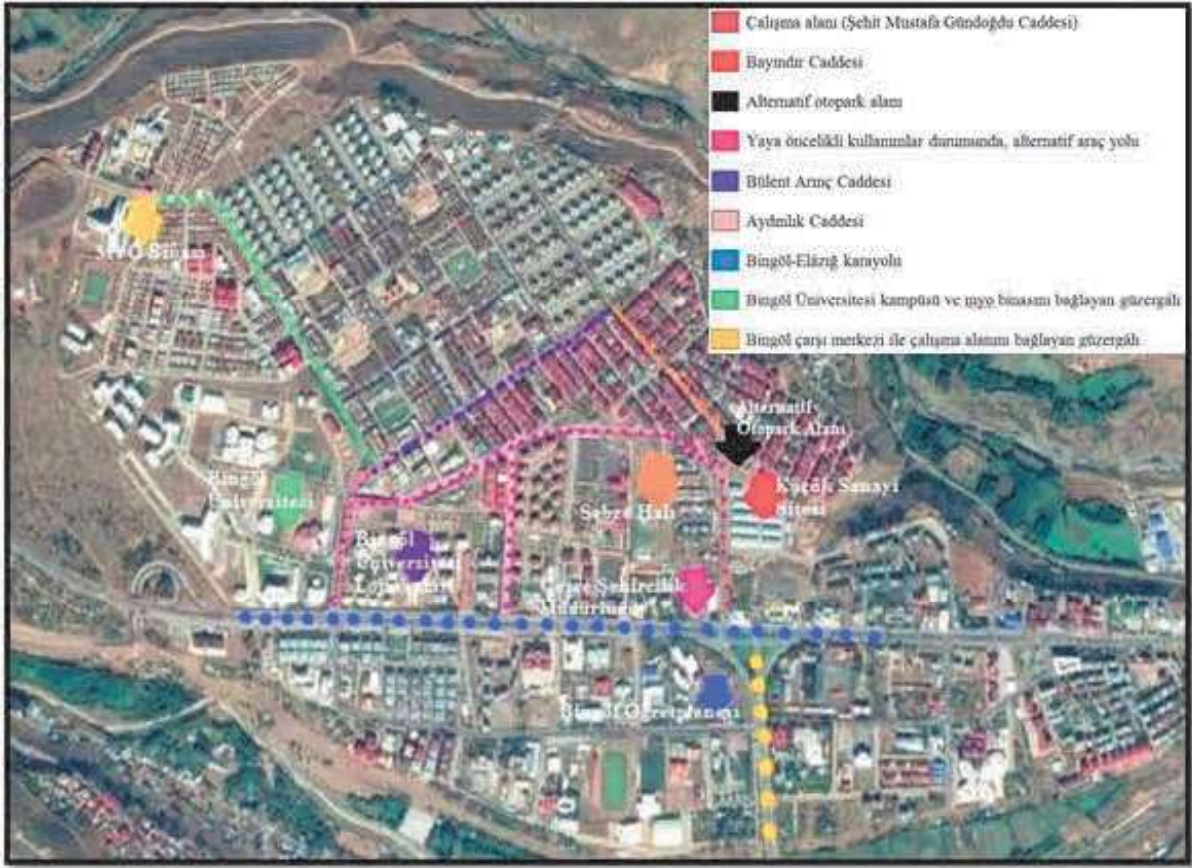 Çalışma alanı (Şehit Mustafa Gündoğdu Caddesi)
Bayındır Caddesi
Alternatif otopark alanı
Yaya öncelikli kullanımlar durumunda, alternatif araç yolu
Bülent Arınç Caddesi
Aydınlık Caddesi
Bingöl-Elazığ karayolu
Bingöl Üniversitesi kampüsü ve myo binasını bağlayan güzergâh
Bingöl çarşı merkezi ile çalışma alanını bağlayan güzergâh
MYO Binası
Alternatif
Otopark Alanı
Bingöl
Üniversitesi
Küçük Sanayi
Sitesi
Sebze Hali
Bingöl
Üniversitesi
Çevre Şehircilik
Müdürlüğü
Bingöl Öğretmenevi